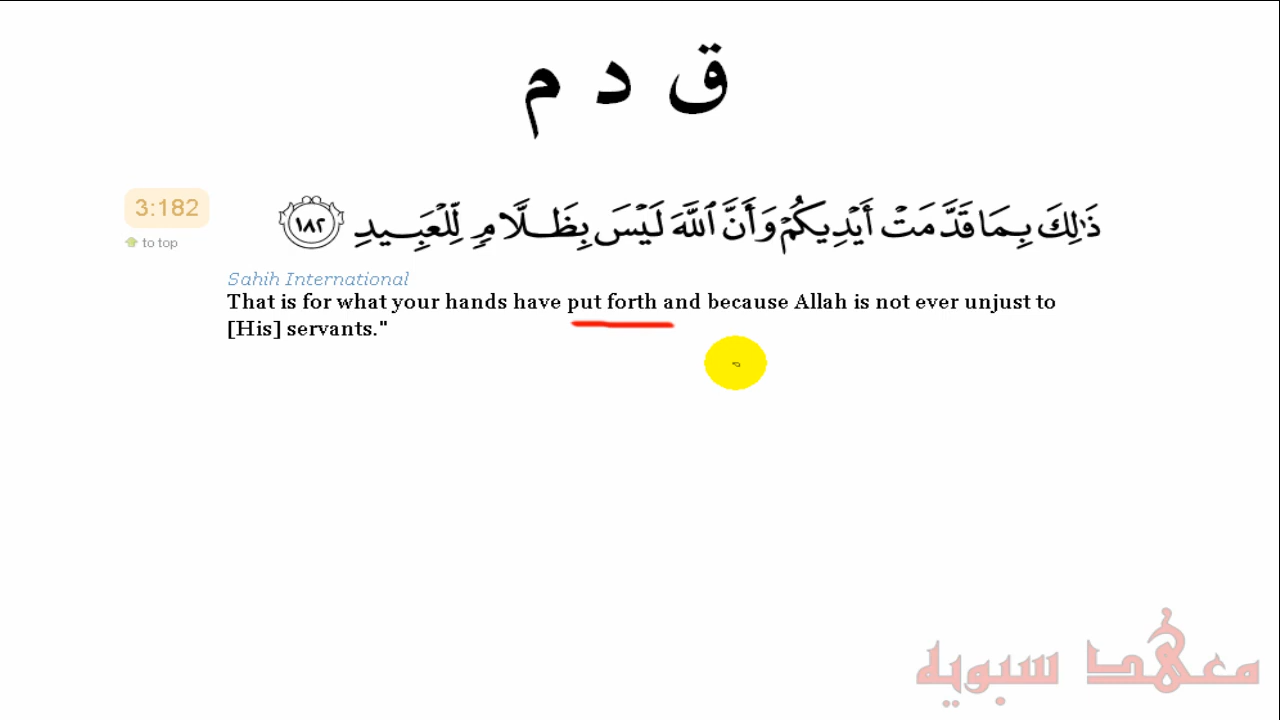 ق د م
3:182
ذَٰلِكَ بِمَا قَدَّمَتْ أَيْدِيكُمْ وَأَنَّ ٱللَّهَ لَيْسَ بِظَلَّامٍ لِّلْعَبِيدِ ١٨٢
to top
Sahih International
That is for what your hands have put forth and because Allah is not ever unjust to
[His] servants."
معهد سبويه